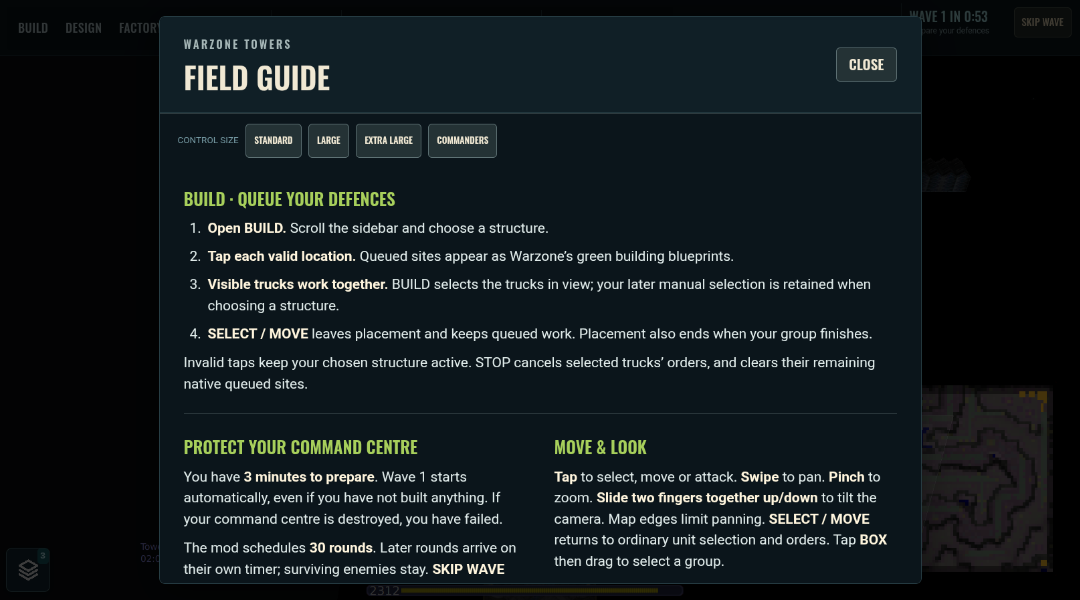 BUILD DESIGN FACTORY
WAVE 1 IN 0:53
SKIP WAVE
WARZONE TOWERS
FIELD GUIDE
CLOSE
CONTROL SIZE STANDARD LARGE EXTRA LARGE COMMANDERS
BUILD · QUEUE YOUR DEFENCES
1. Open BUILD. Scroll the sidebar and choose a structure.
2. Tap each valid location. Queued sites appear as Warzone’s green building blueprints.
3. Visible trucks work together. BUILD selects the trucks in view; your later manual selection is retained when
choosing a structure.
4. SELECT / MOVE leaves placement and keeps queued work. Placement also ends when your group finishes.
Invalid taps keep your chosen structure active. STOP cancels selected trucks’ orders, and clears their remaining
native queued sites.
PROTECT YOUR COMMAND CENTRE
You have 3 minutes to prepare. Wave 1 starts
automatically, even if you have not built anything. If
your command centre is destroyed, you have failed.
The mod schedules 30 rounds. Later rounds arrive on
their own timer; surviving enemies stay. SKIP WAVE
MOVE & LOOK
Tap to select, move or attack. Swipe to pan. Pinch to
zoom. Slide two fingers together up/down to tilt the
camera. Map edges limit panning. SELECT / MOVE
returns to ordinary unit selection and orders. Tap BOX
then drag to select a group.
3
2312